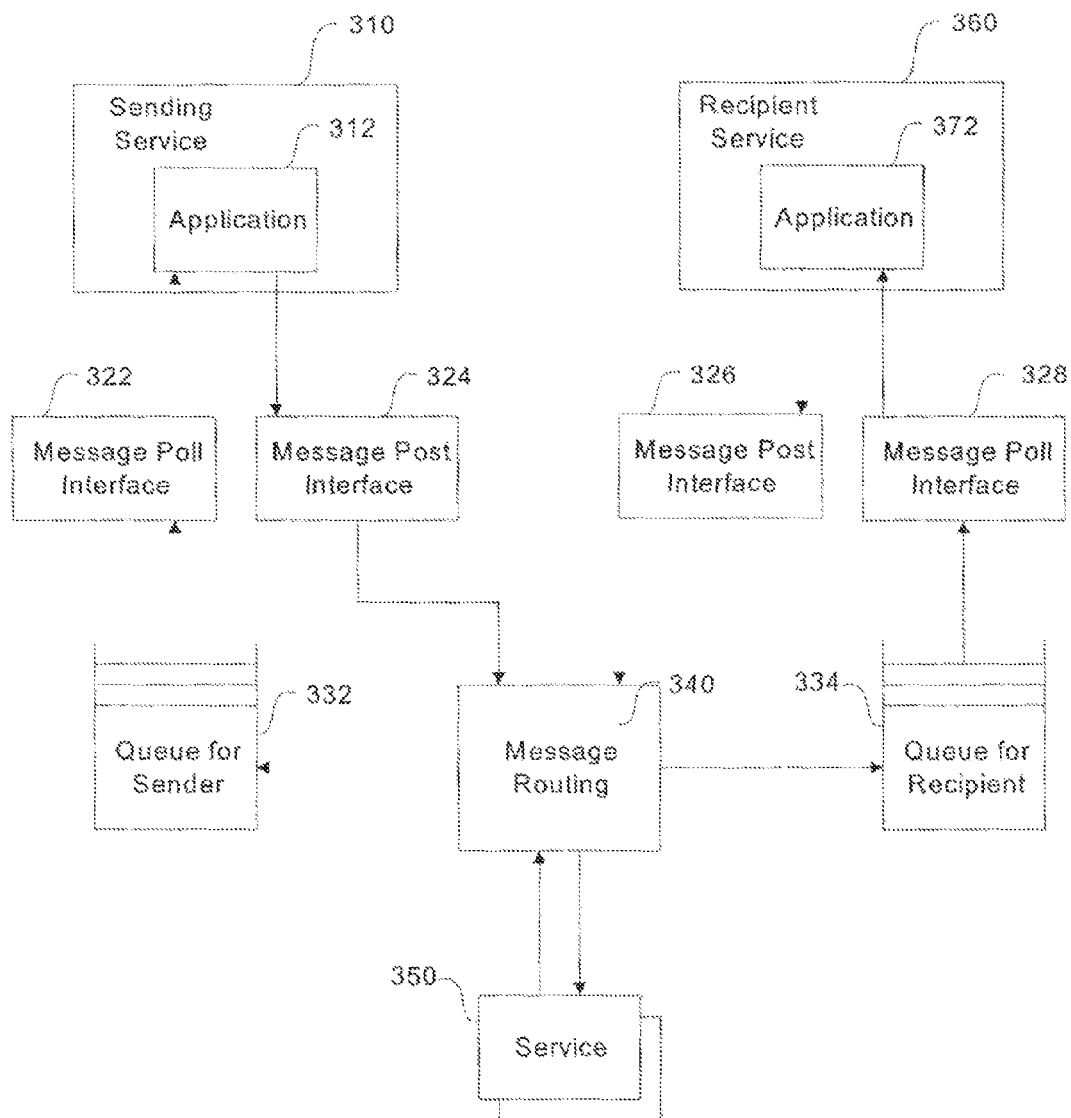 310
360
Sending
Service
312
Recipient
Service
372
Application
Application
322
324
326
328
Message Poll
Interface
Message Post
Interface
Message Post
Interface
Message Poll
Interface
332
340
334
Queue for
Sender
Message
Routing
Queue for
Recipient
350
Service